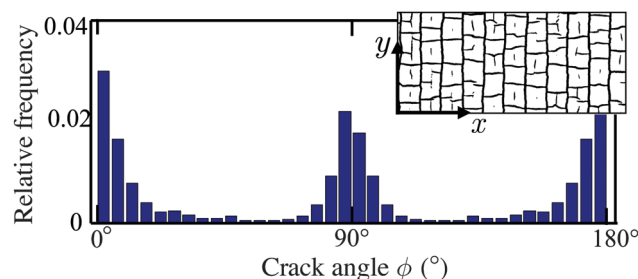 0.04
0.02
0
Relative frequency
y
x
0° 90° 180°
Crack angle ϕ (°)